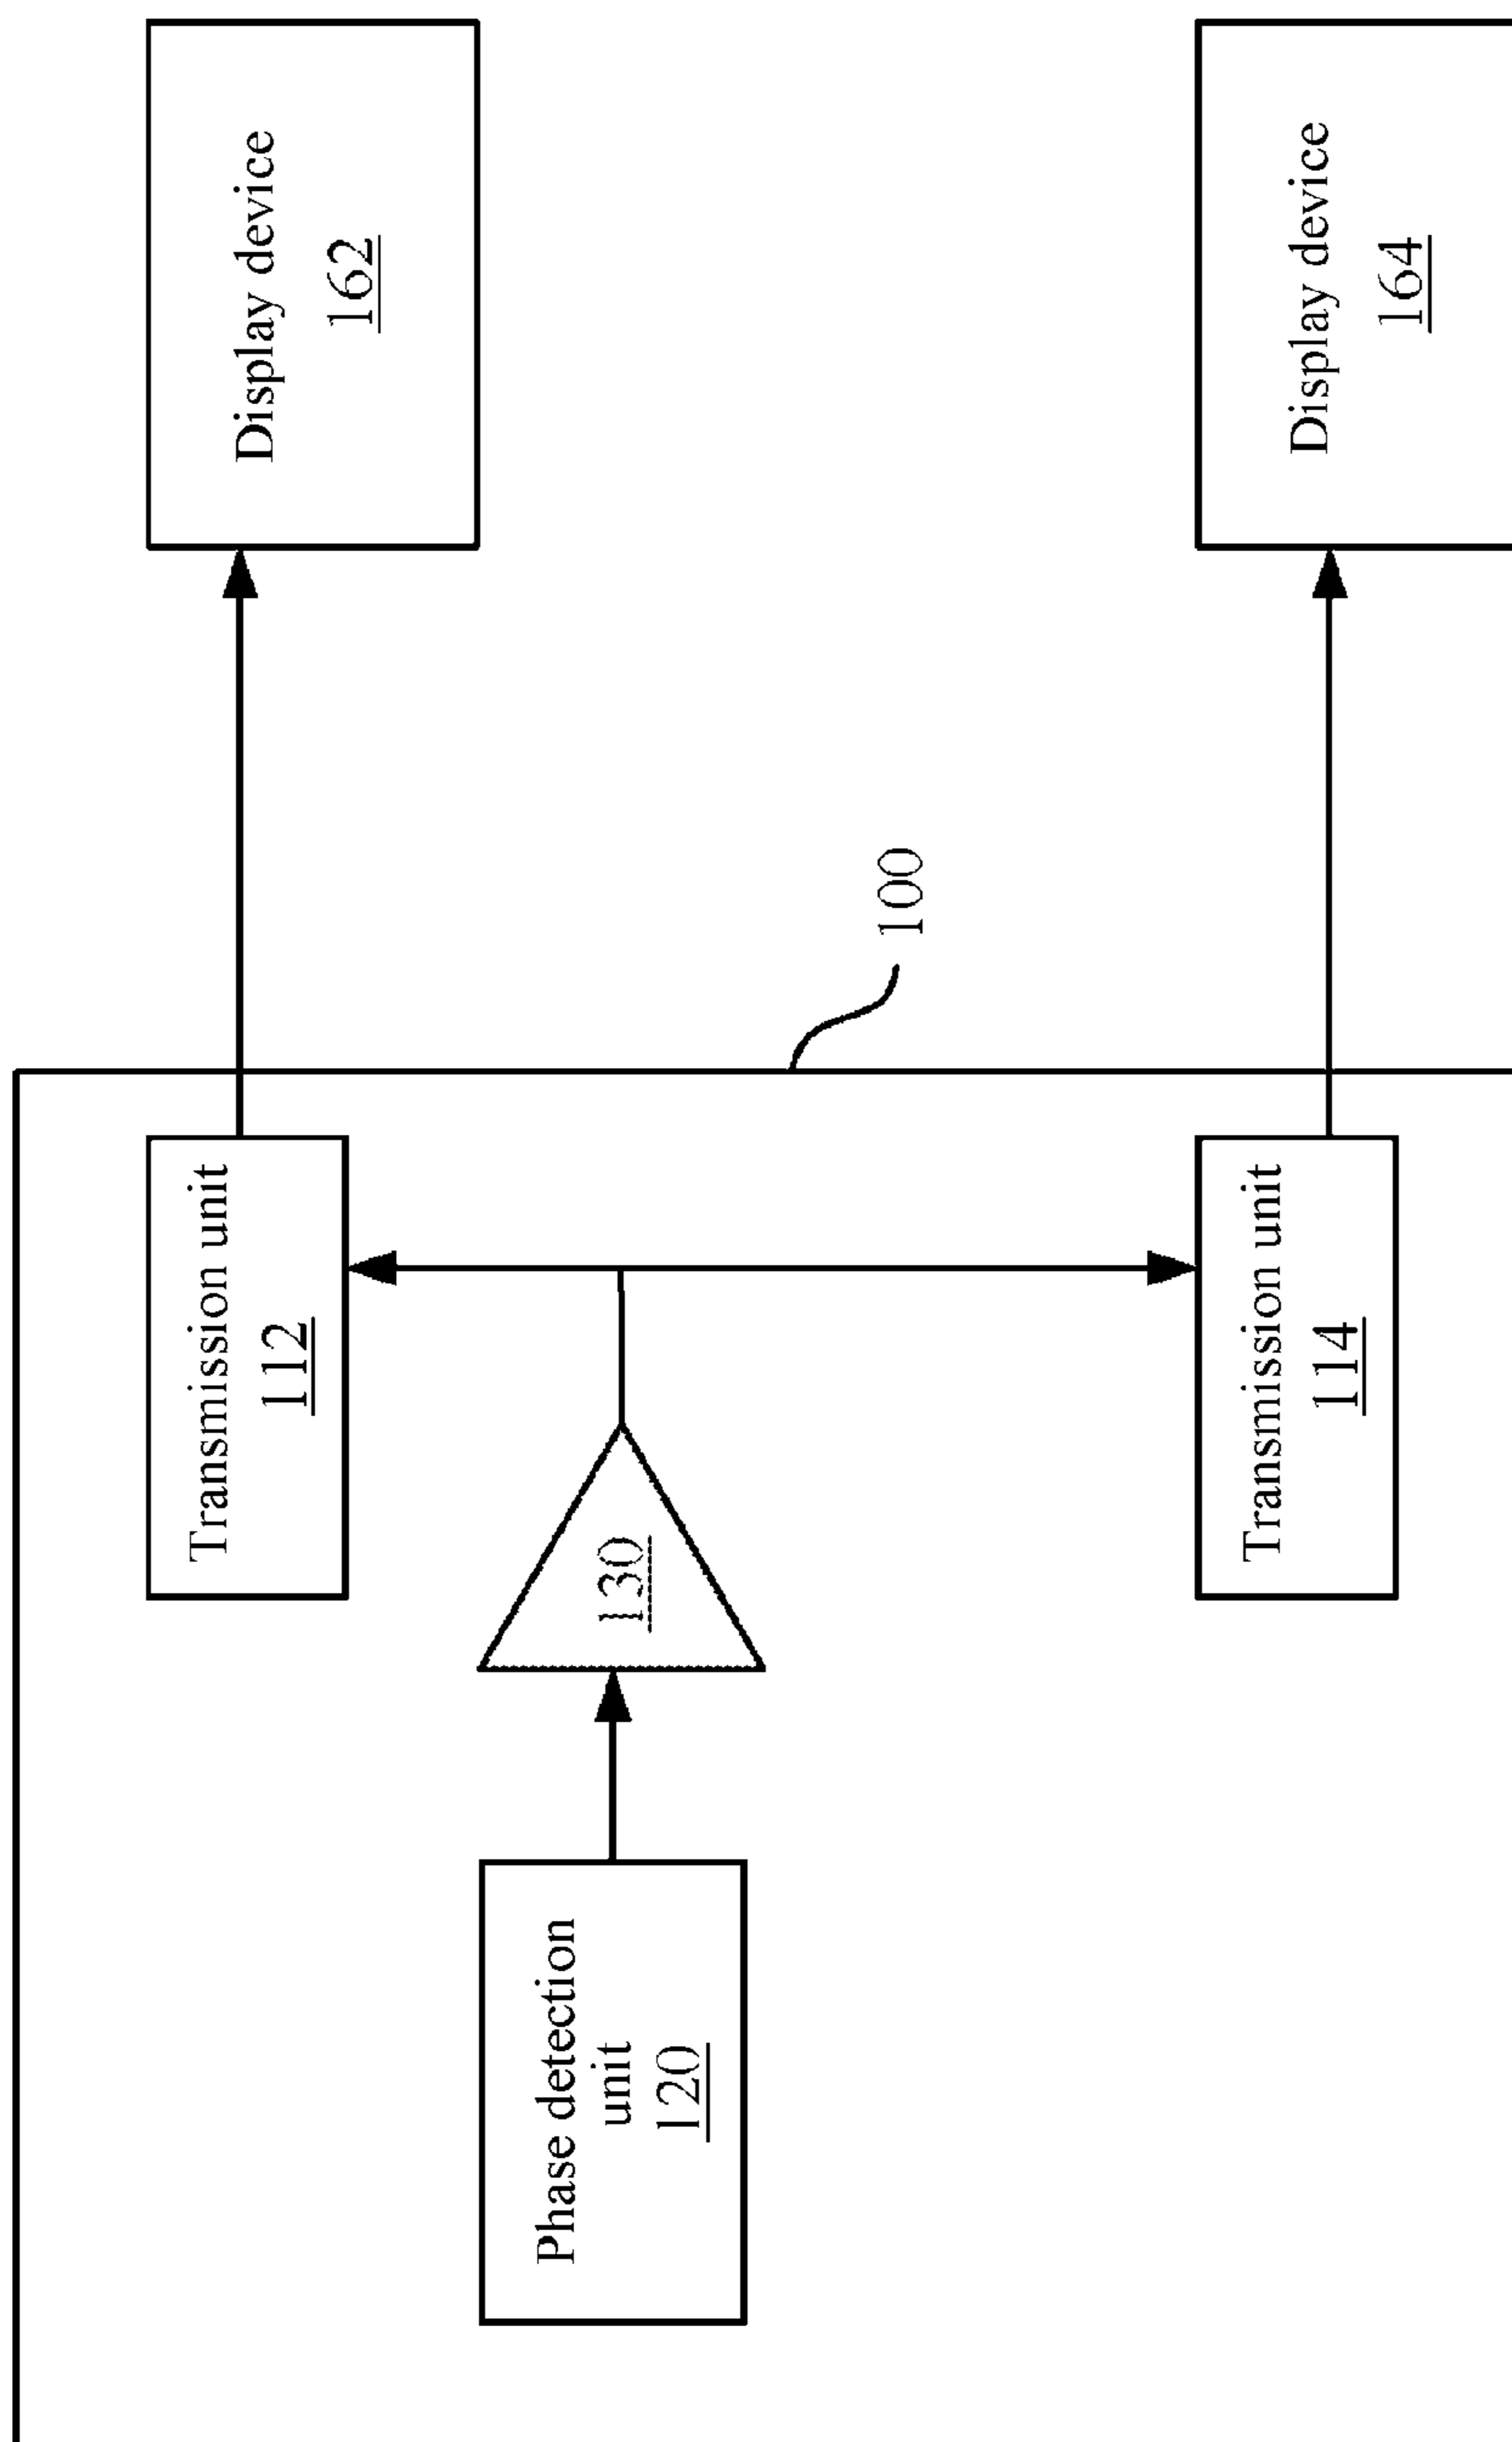 Phase detection
unit
120
130
Transmission unit
112
Transmission unit
114
100
Display device
162
Display device
164